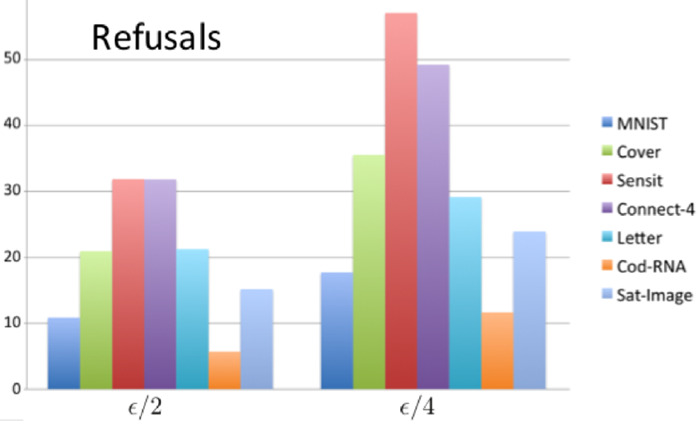 Refusals
50
40
30
20
10
0
ϵ/2
ϵ/4
MNIST
Cover
Sensit
Connect-4
Letter
Cod-RNA
Sat-Image